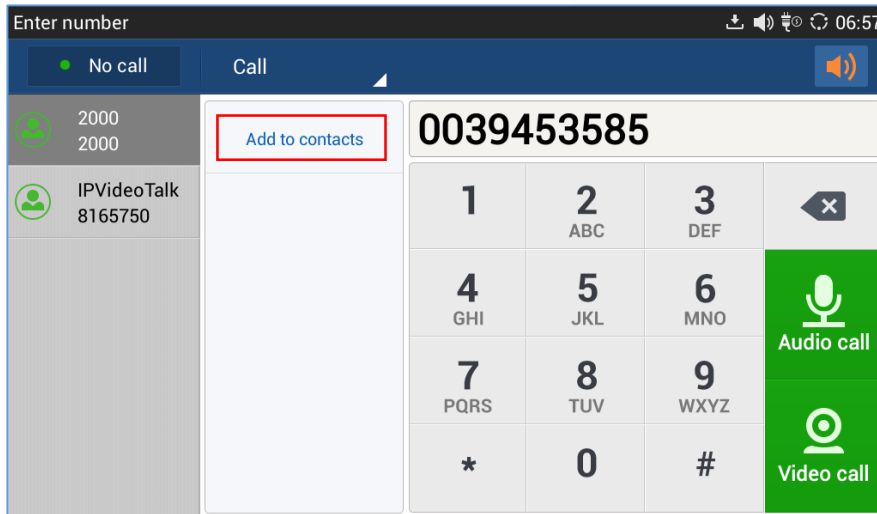 Enter number
06:57
No call
Call
2000
2000
IPVideoTalk
8165750
Add to contacts
0039453585
1
2
ABC
3
DEF
4
GHI
5
JKL
6
MNO
7
PQRS
8
TUV
9
WXYZ
*
0
#
Audio call
Video call